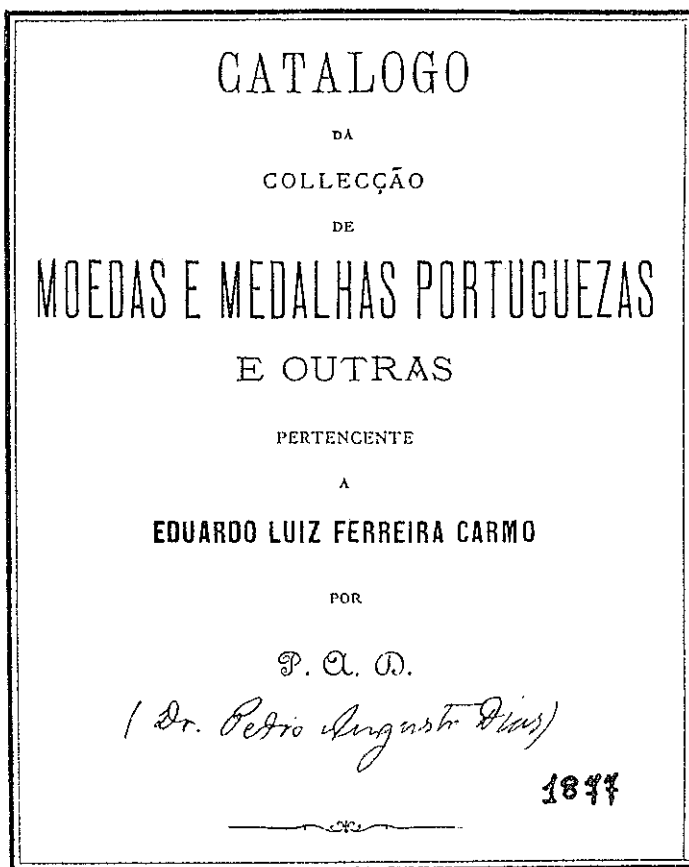 CATALOGO
DA
COLLECÇÃO
DE
MOEDAS E MEDALHAS PORTUGUEZAS
E OUTRAS
PERTENCENTE
A
EDUARDO LUIZ FERREIRA CARMO
POR
P. A. D.
(Dr. Pedro Augusto Dias)
1877